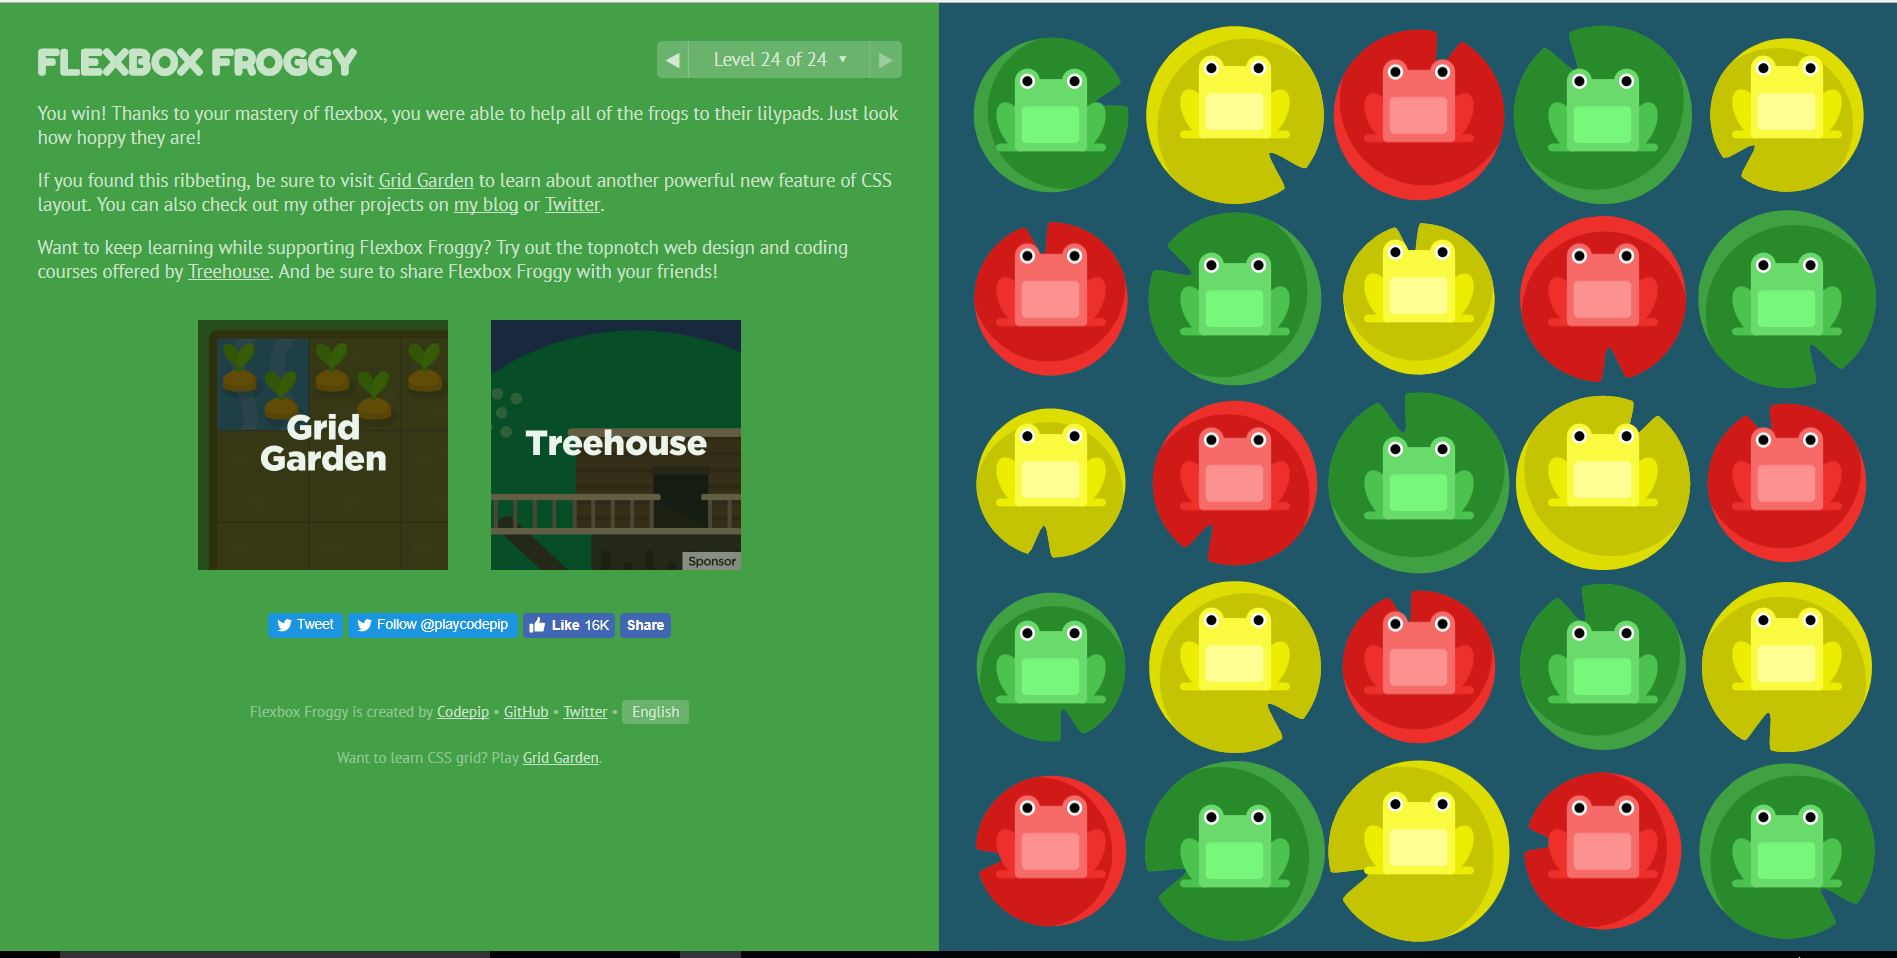 FLEXBOX FROGGY
◀ Level 24 of 24 ▼ ▶
You win! Thanks to your mastery of flexbox, you were able to help all of the frogs to their lilypads. Just look
how hoppy they are!
If you found this ribbeting, be sure to visit Grid Garden to learn about another powerful new feature of CSS
layout. You can also check out my other projects on my blog or Twitter.
Want to keep learning while supporting Flexbox Froggy? Try out the topnotch web design and coding
courses offered by Treehouse. And be sure to share Flexbox Froggy with your friends!
Grid
Garden
Treehouse
Sponsor
Tweet Follow @playcodepip Like 16K Share
Flexbox Froggy is created by Codepip • GitHub • Twitter • English
Want to learn CSS grid? Play Grid Garden.